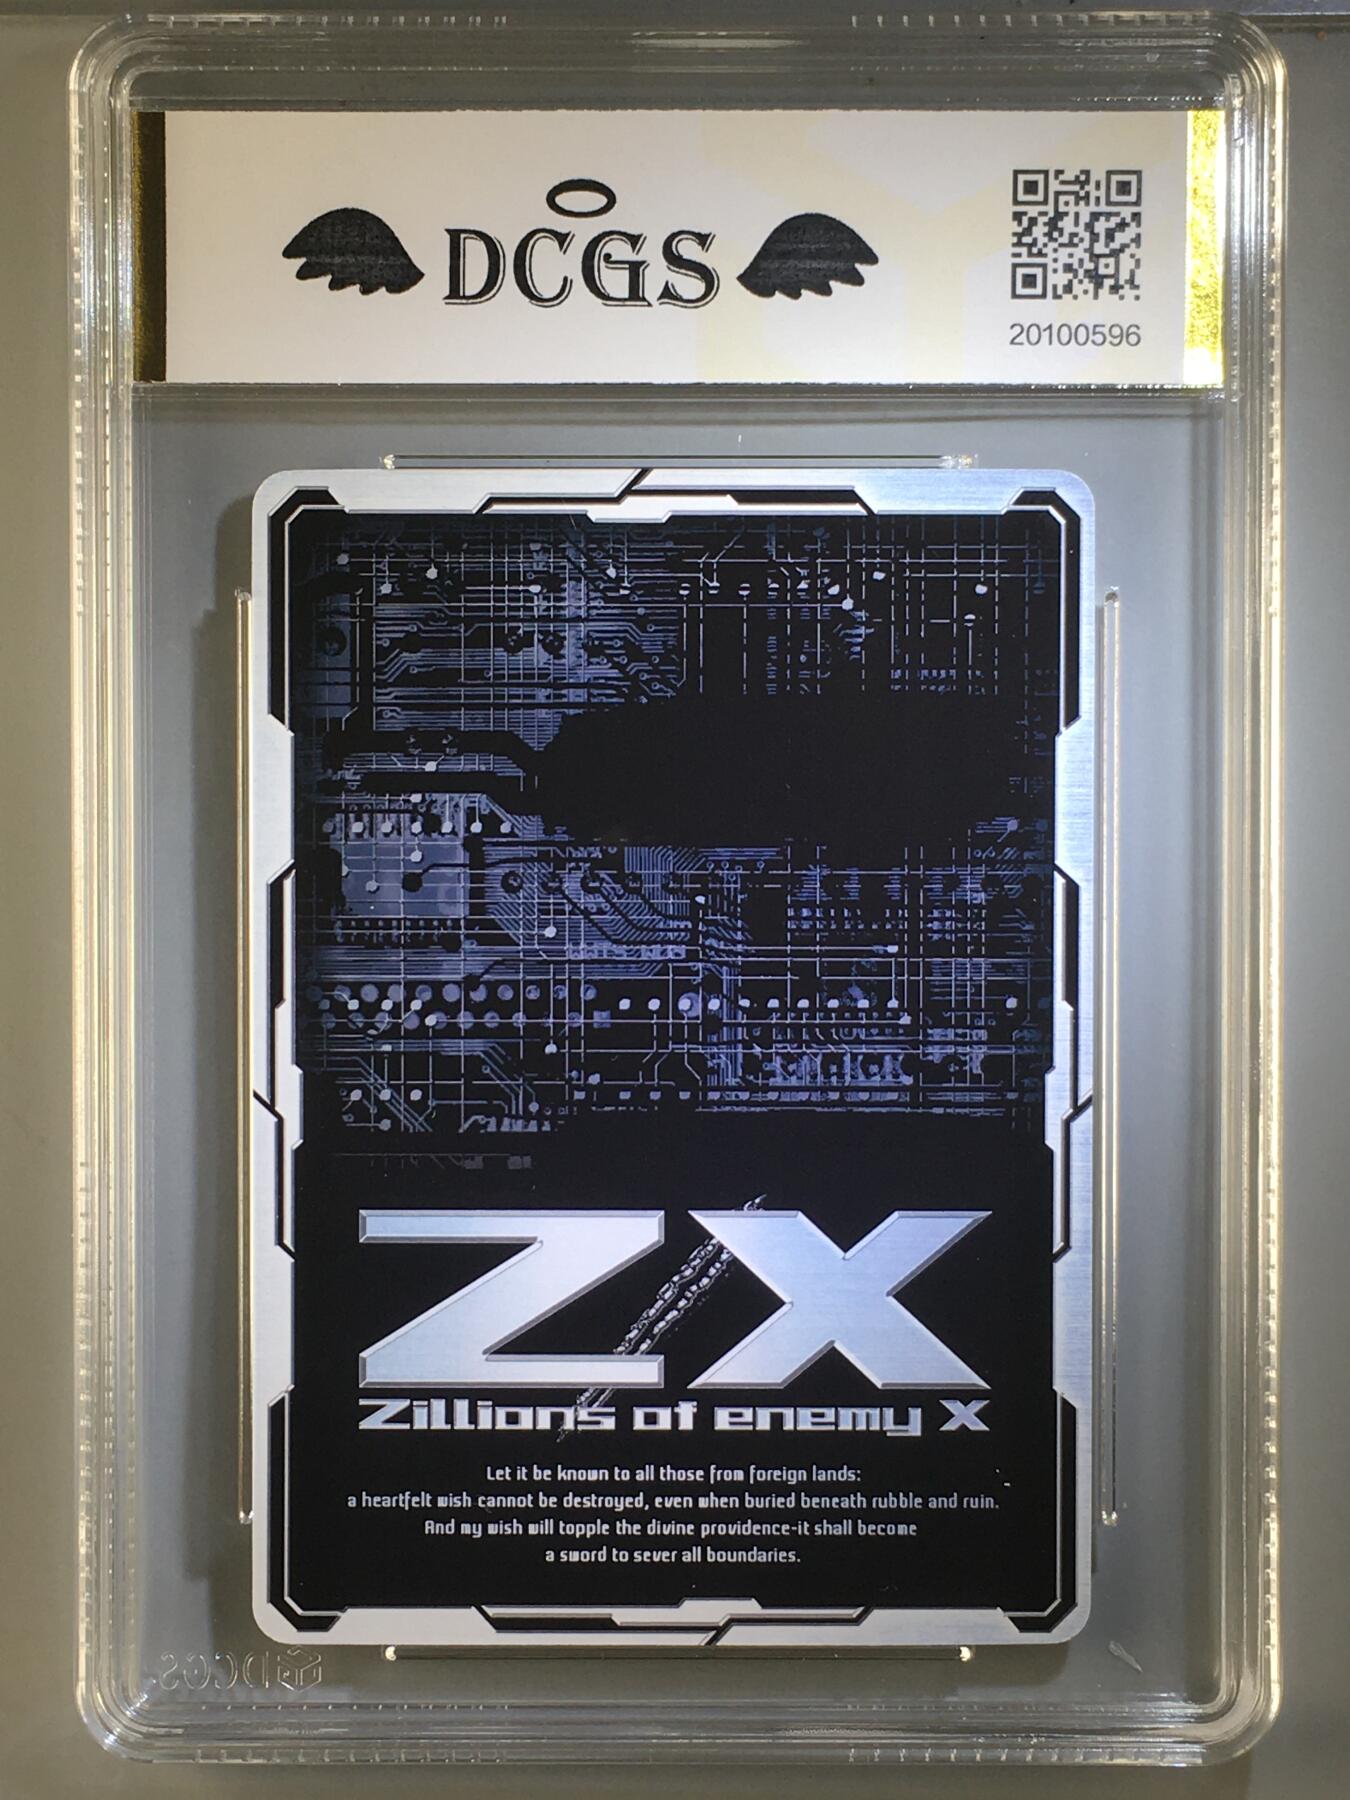 DCGS
20100596
ZX
Zillions of enemy X
Let it be known to all those from foreign lands:
a heartfelt wish cannot be destroyed, even when buried beneath rubble and ruin.
And my wish will topple the divine providence-it shall become
a sword to sever all boundaries.
DCGS